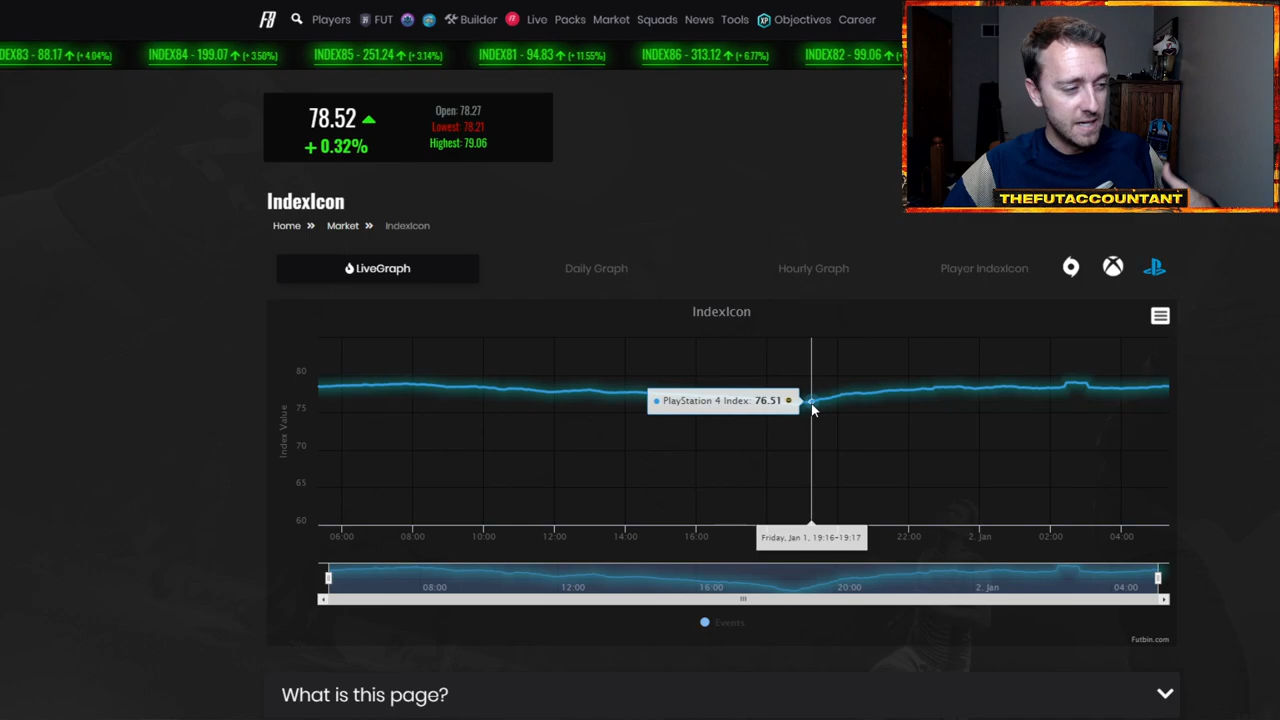 FB Players FUT Builder Live Packs Market Squads News Tools XP Objectives Career
INDEX83 - 88.17 (+ 4.04%) INDEX84 - 199.07 (+ 3.50%) INDEX85 - 251.24 (+ 3.14%) INDEX81 - 94.83 (+ 11.55%) INDEX86 - 313.12 (+ 6.77%) INDEX82 - 99.06 (+
78.52
+ 0.32%
Open: 78.27
Lowest: 78.21
Highest: 79.06
THEFUTACCOUNTANT
IndexIcon
Home » Market » IndexIcon
LiveGraph Daily Graph Hourly Graph Player IndexIcon
IndexIcon
Index Value
80
75
70
65
60
PlayStation 4 Index: 76.51
06:00 08:00 10:00 12:00 14:00 16:00 22:00 2. Jan 02:00 04:00
Friday, Jan 1, 19:16-19:17
08:00 12:00 16:00 20:00 2. Jan 04:00
Events
Futbin.com
What is this page?